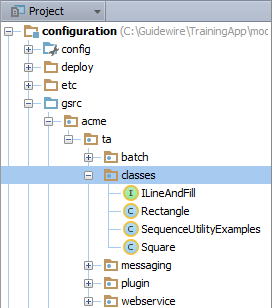 Project
configuration (C:\Guidewire\TrainingApp\mod
config
deploy
etc
gsrc
acme
ta
batch
classes
I ILineAndFill
C Rectangle
C SequenceUtilityExamples
C Square
messaging
plugin
webservice